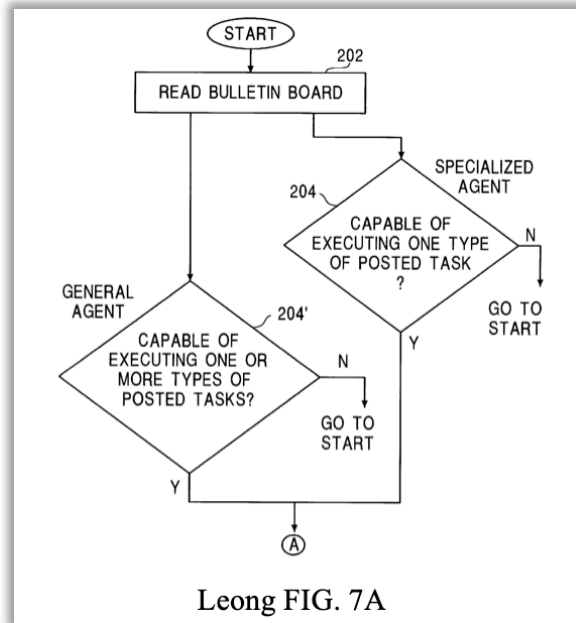 START
202
READ BULLETIN BOARD
SPECIALIZED
AGENT
204
CAPABLE OF
EXECUTING ONE TYPE
OF POSTED TASK
?
N
GO TO
START
Y
GENERAL
AGENT
204'
CAPABLE OF
EXECUTING ONE OR
MORE TYPES OF
POSTED TASKS?
N
GO TO
START
Y
A
Leong FIG. 7A